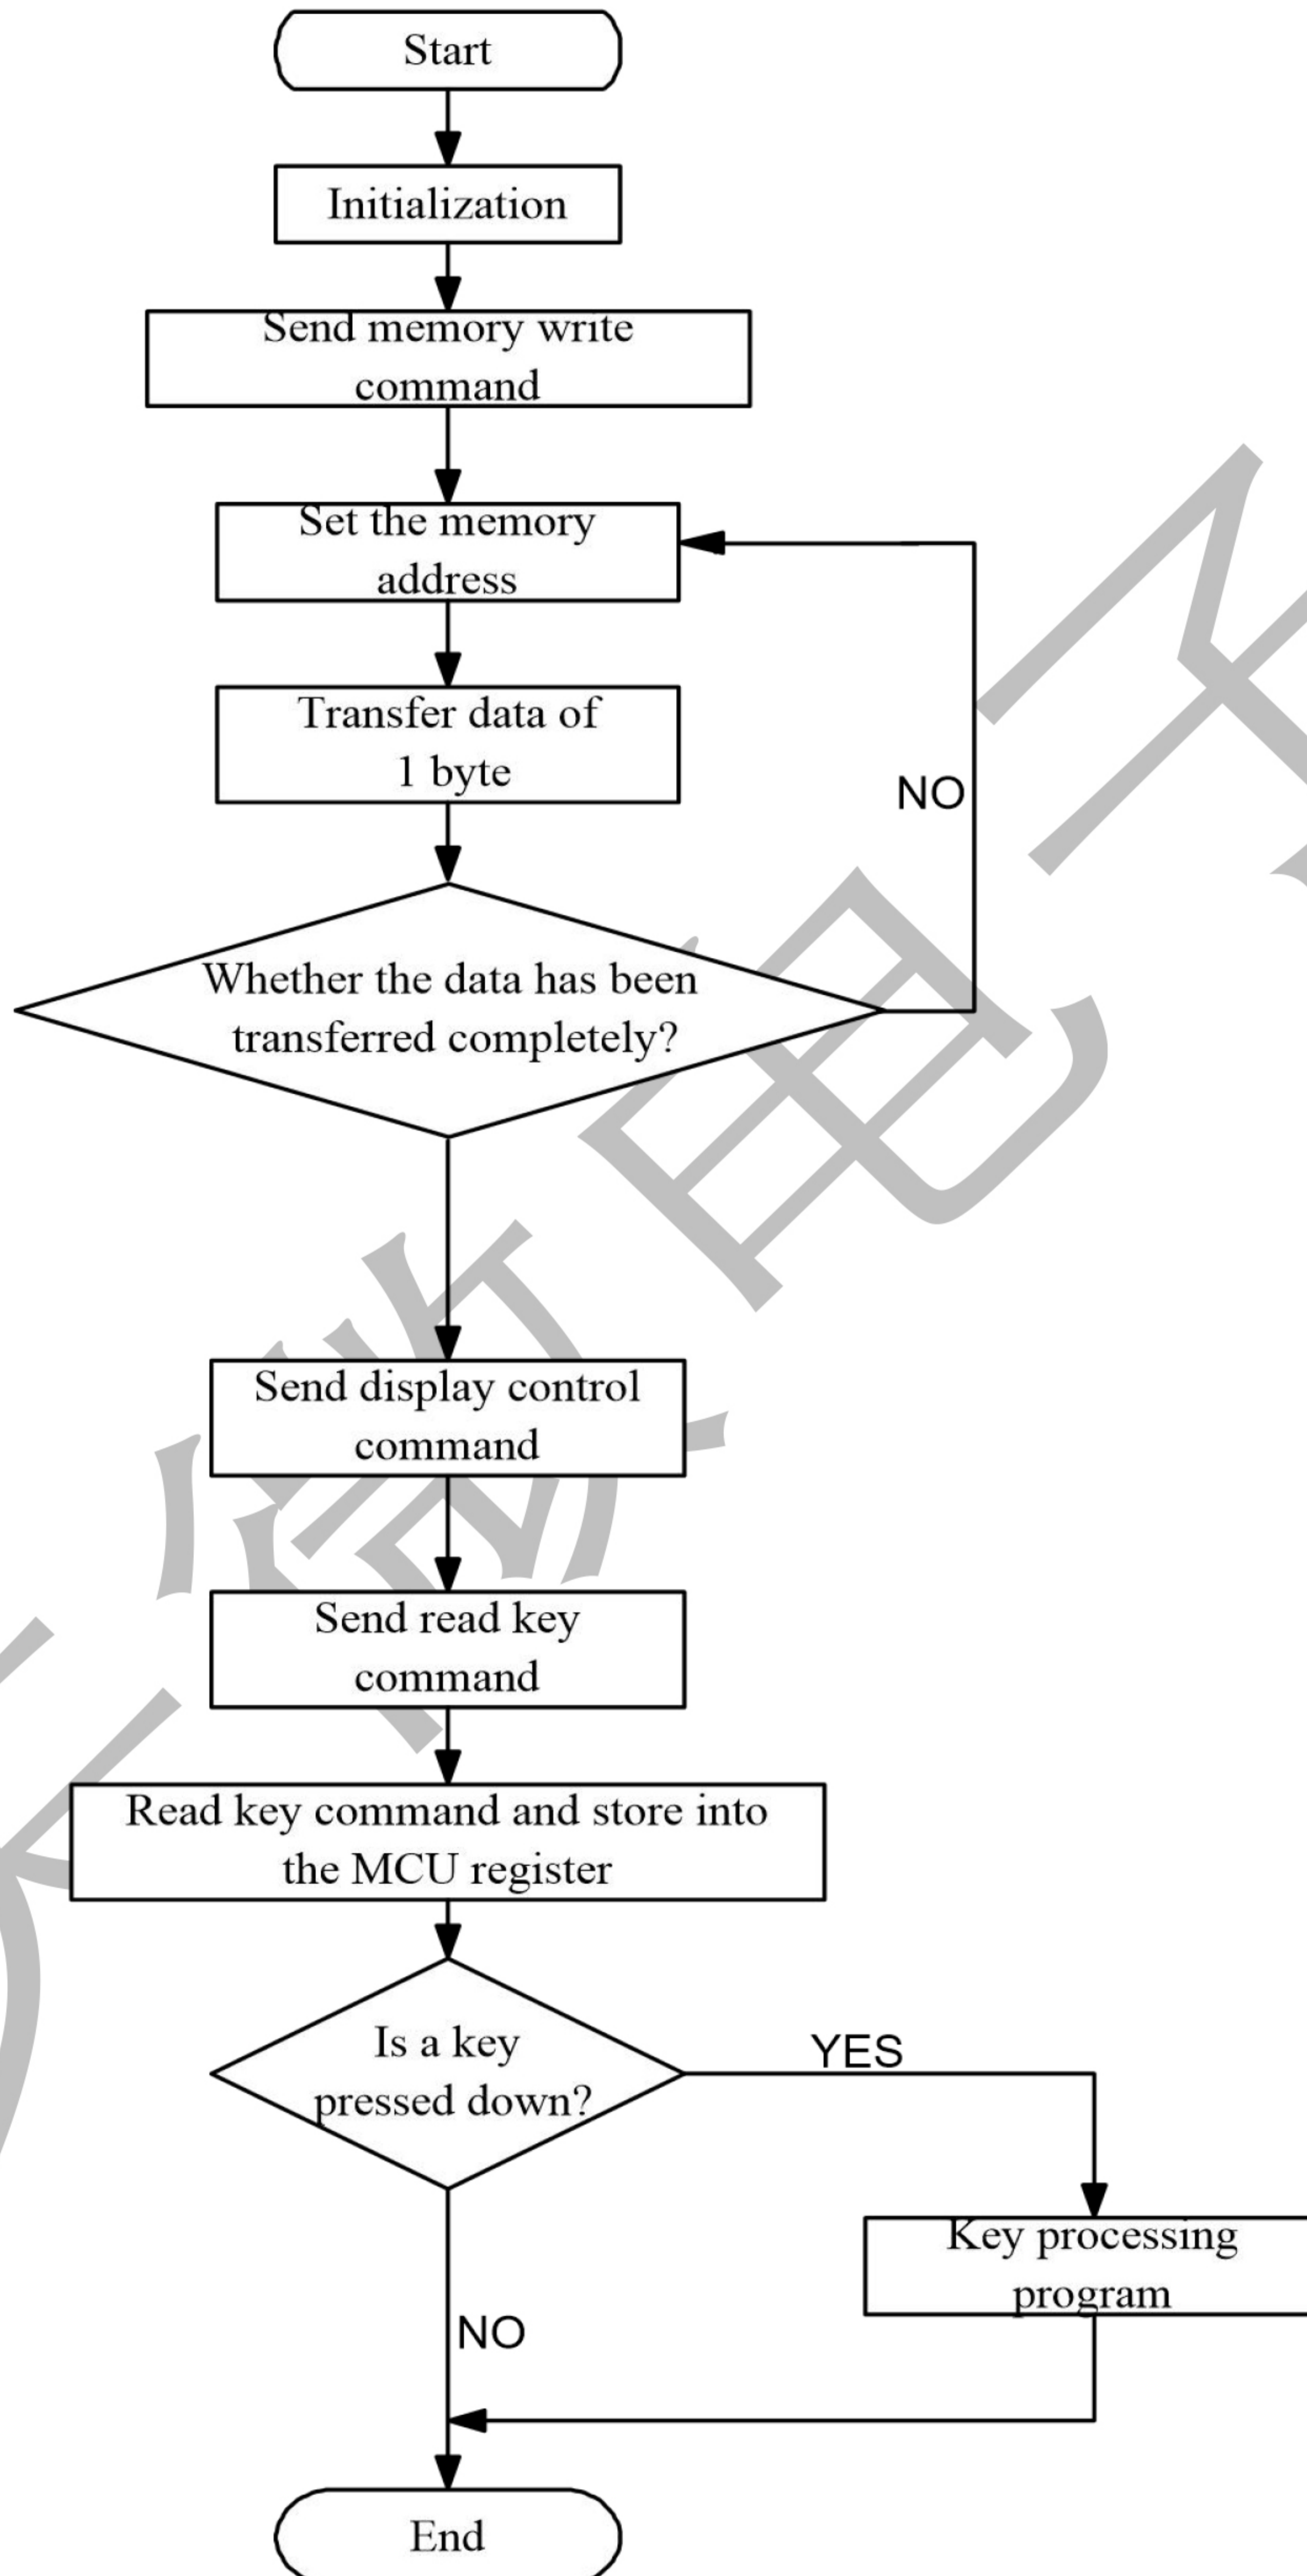 Start
Initialization
Send memory write
command
Set the memory
address
Transfer data of
1 byte
NO
Whether the data has been
transferred completely?
Send display control
command
Send read key
command
Read key command and store into
the MCU register
Is a key
pressed down?
YES
Key processing
program
NO
End